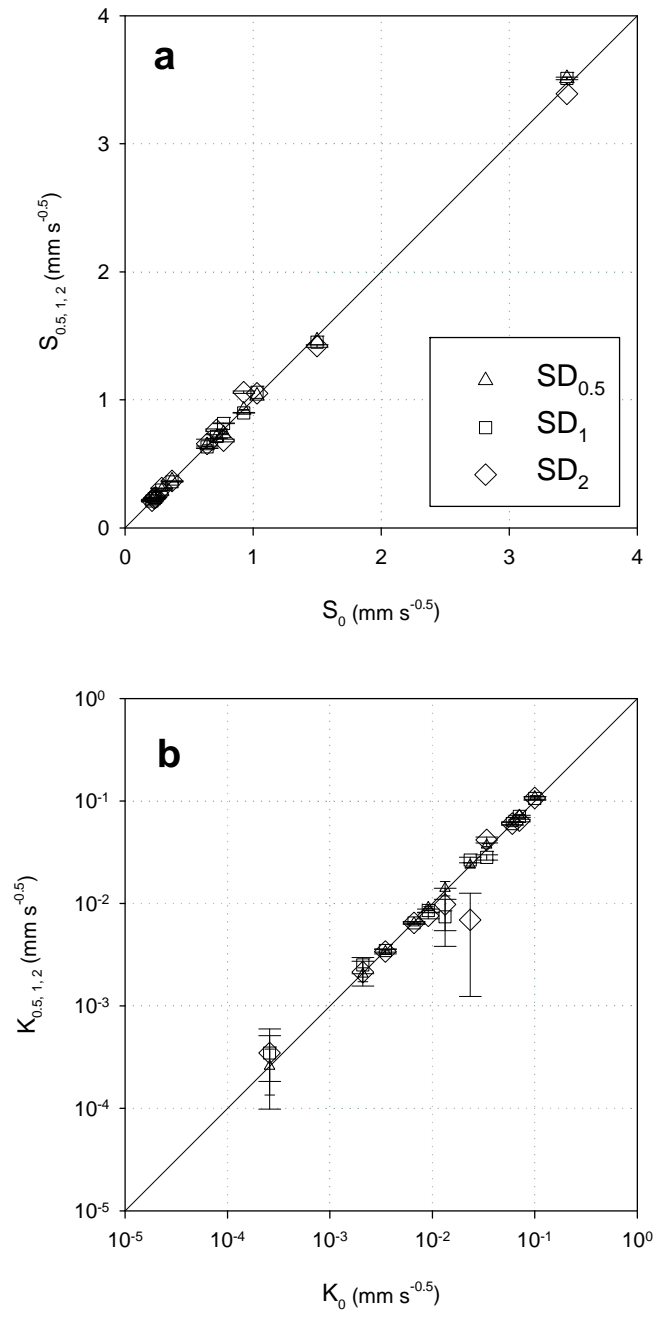 a
4
3
2
1
0
S0.5, 1, 2 (mm s-0.5)
SD0.5
SD1
SD2
0 1 2 3 4
S0 (mm s-0.5)
b
100
10-1
10-2
10-3
10-4
10-5
K0.5, 1, 2 (mm s-0.5)
10-5 10-4 10-3 10-2 10-1 100
K0 (mm s-0.5)